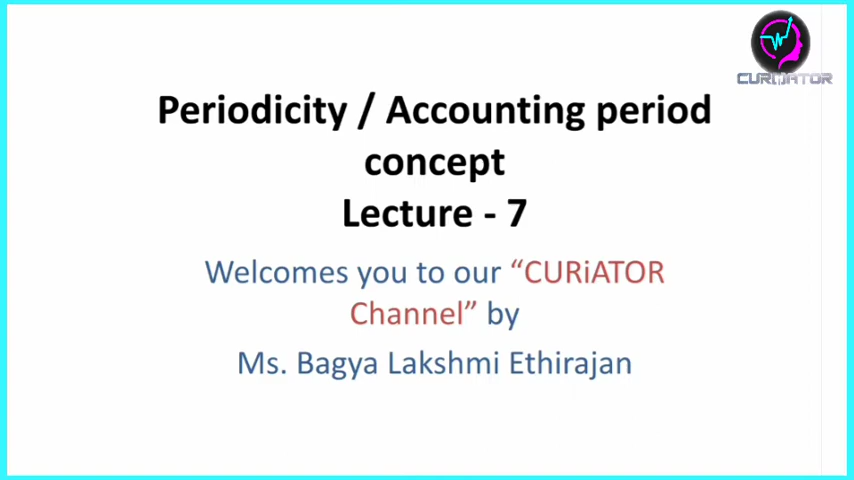 CURiATOR
Periodicity / Accounting period
concept
Lecture - 7
Welcomes you to our “CURiATOR
Channel” by
Ms. Bagya Lakshmi Ethirajan